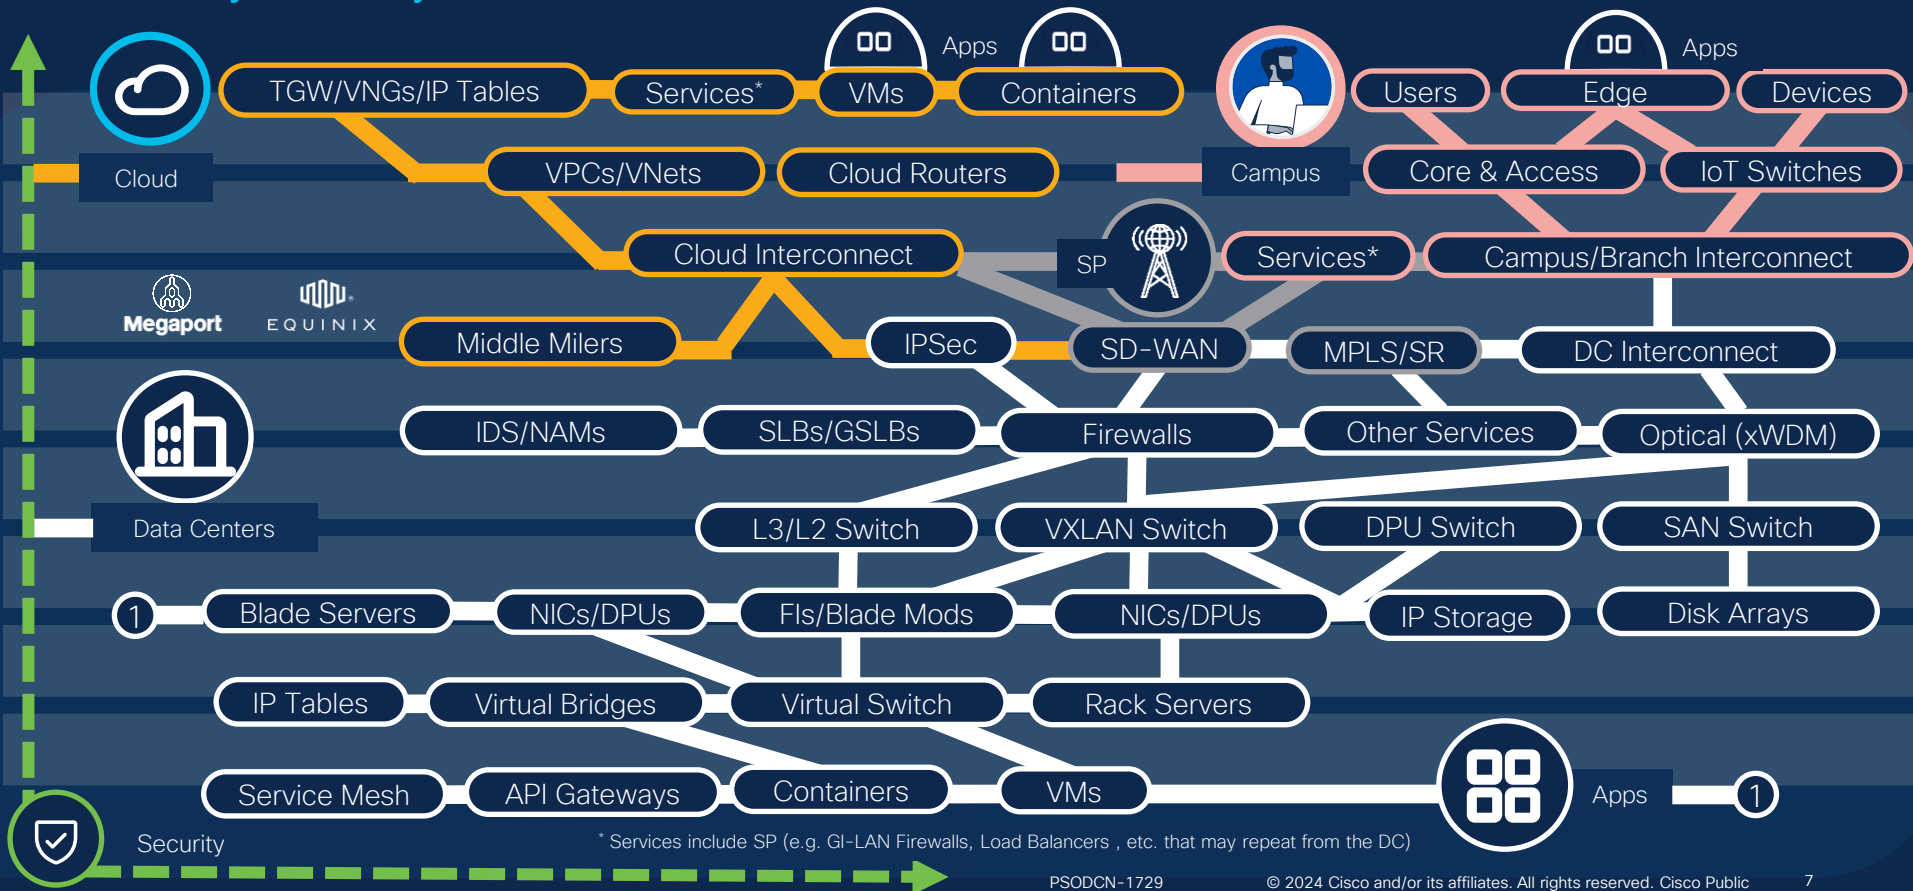 Apps
Apps
TGW/VNGs/IP Tables
Services*
VMs
Containers
Users
Edge
Devices
Cloud
VPCs/VNets
Cloud Routers
Campus
Core & Access
IoT Switches
Cloud Interconnect
SP
Services*
Campus/Branch Interconnect
Megaport
EQUINIX
Middle Milers
IPSec
SD-WAN
MPLS/SR
DC Interconnect
IDS/NAMs
SLBs/GSLBs
Firewalls
Other Services
Optical (xWDM)
Data Centers
L3/L2 Switch
VXLAN Switch
DPU Switch
SAN Switch
1
Blade Servers
NICs/DPUs
FIs/Blade Mods
NICs/DPUs
IP Storage
Disk Arrays
IP Tables
Virtual Bridges
Virtual Switch
Rack Servers
Service Mesh
API Gateways
Containers
VMs
Apps
1
Security
* Services include SP (e.g. GI-LAN Firewalls, Load Balancers , etc. that may repeat from the DC)
PSODCN-1729
© 2024 Cisco and/or its affiliates. All rights reserved. Cisco Public
7